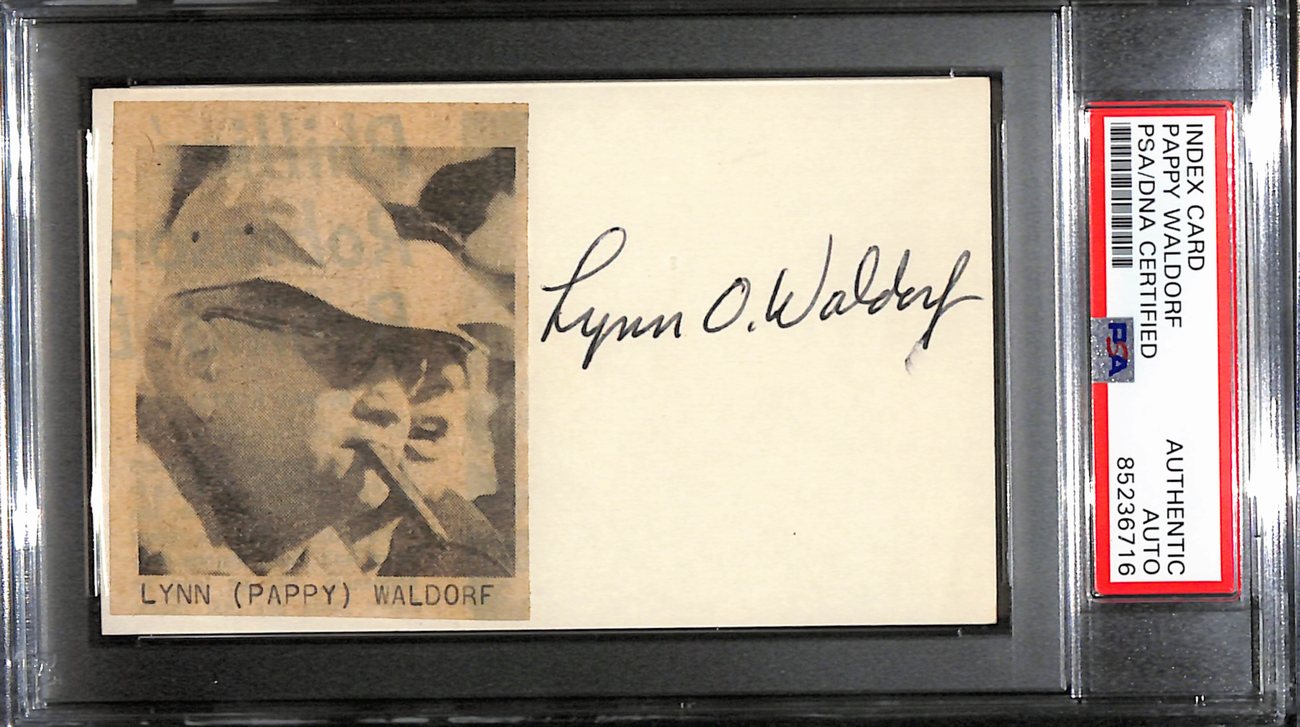 LYNN (PAPPY) WALDORF
Lynn O. Waldorf
INDEX CARD
PAPPY WALDORF
PSA/DNA CERTIFIED
PSA
AUTHENTIC
AUTO
85236716